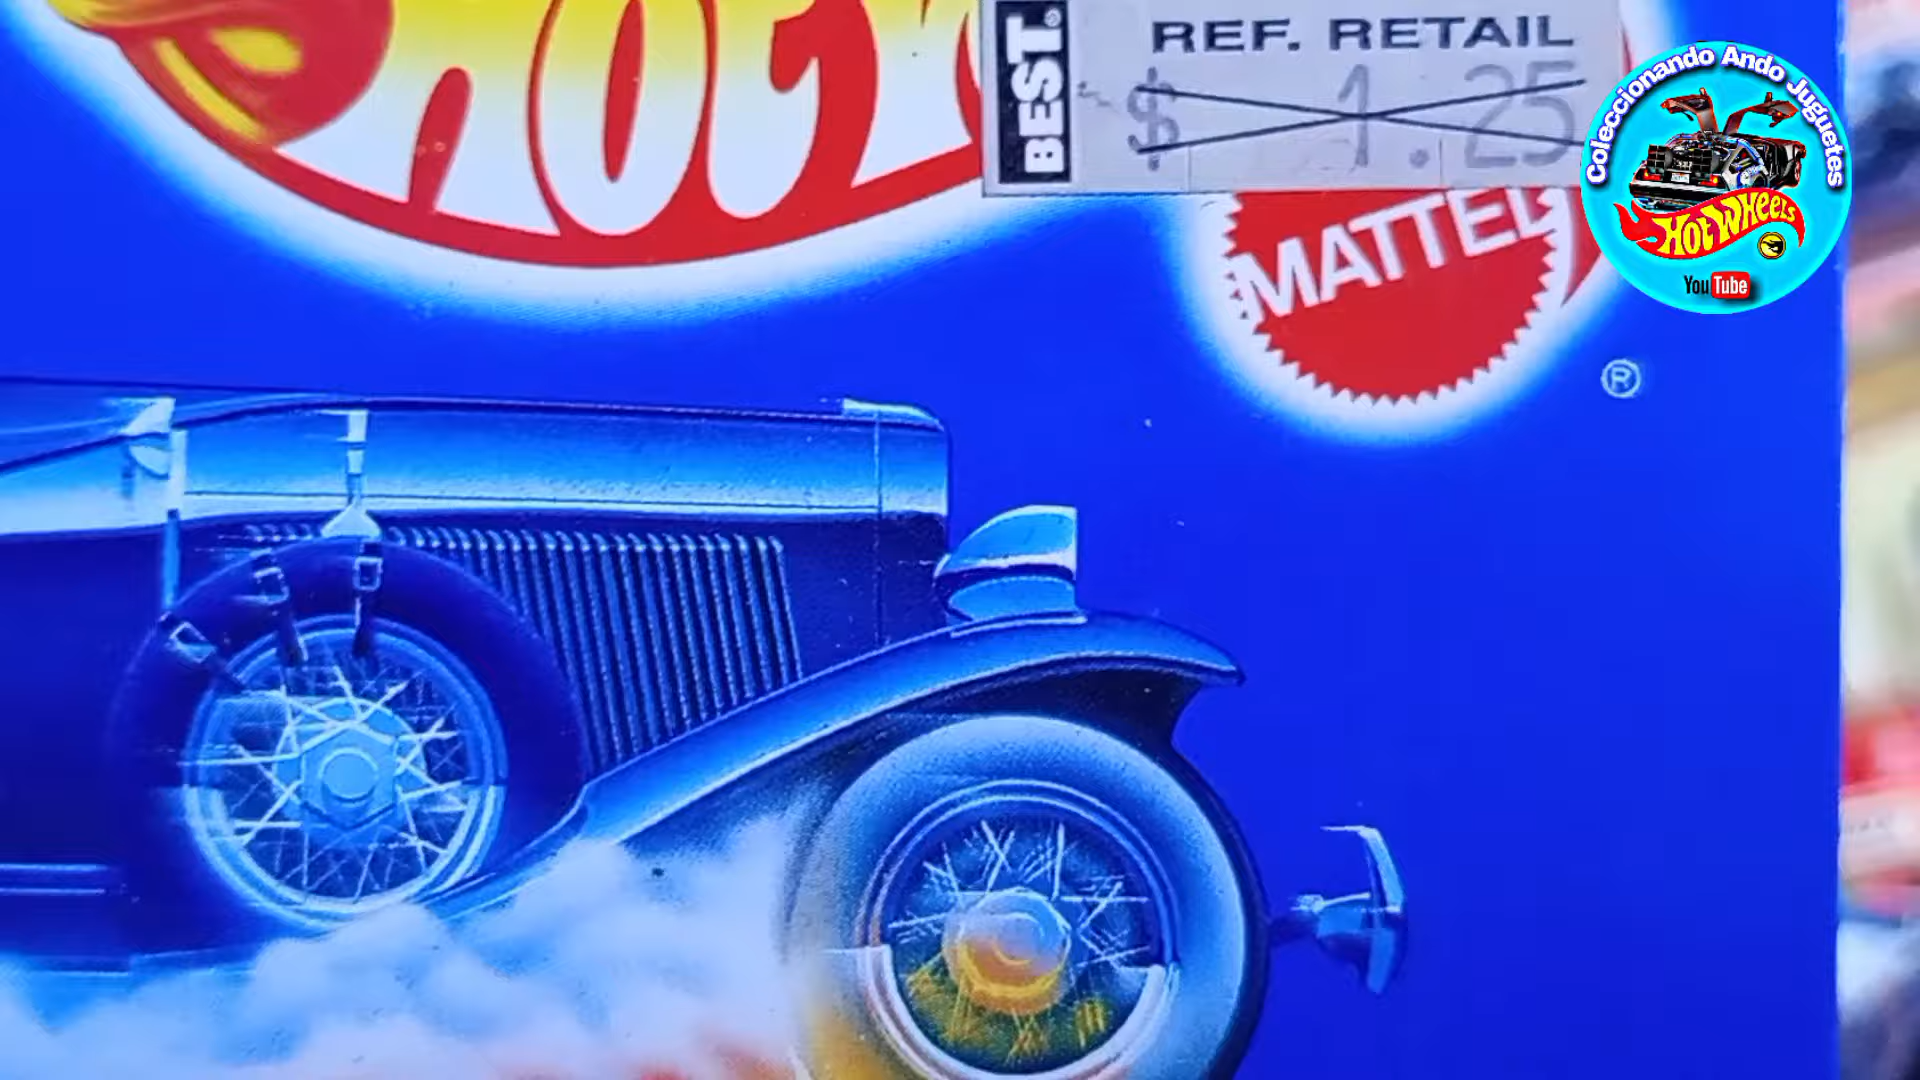 HOT
BEST®
REF. RETAIL
$ 1.25
MATTEL
®
Coleccionando Ando Juguetes
Hot Wheels
YouTube